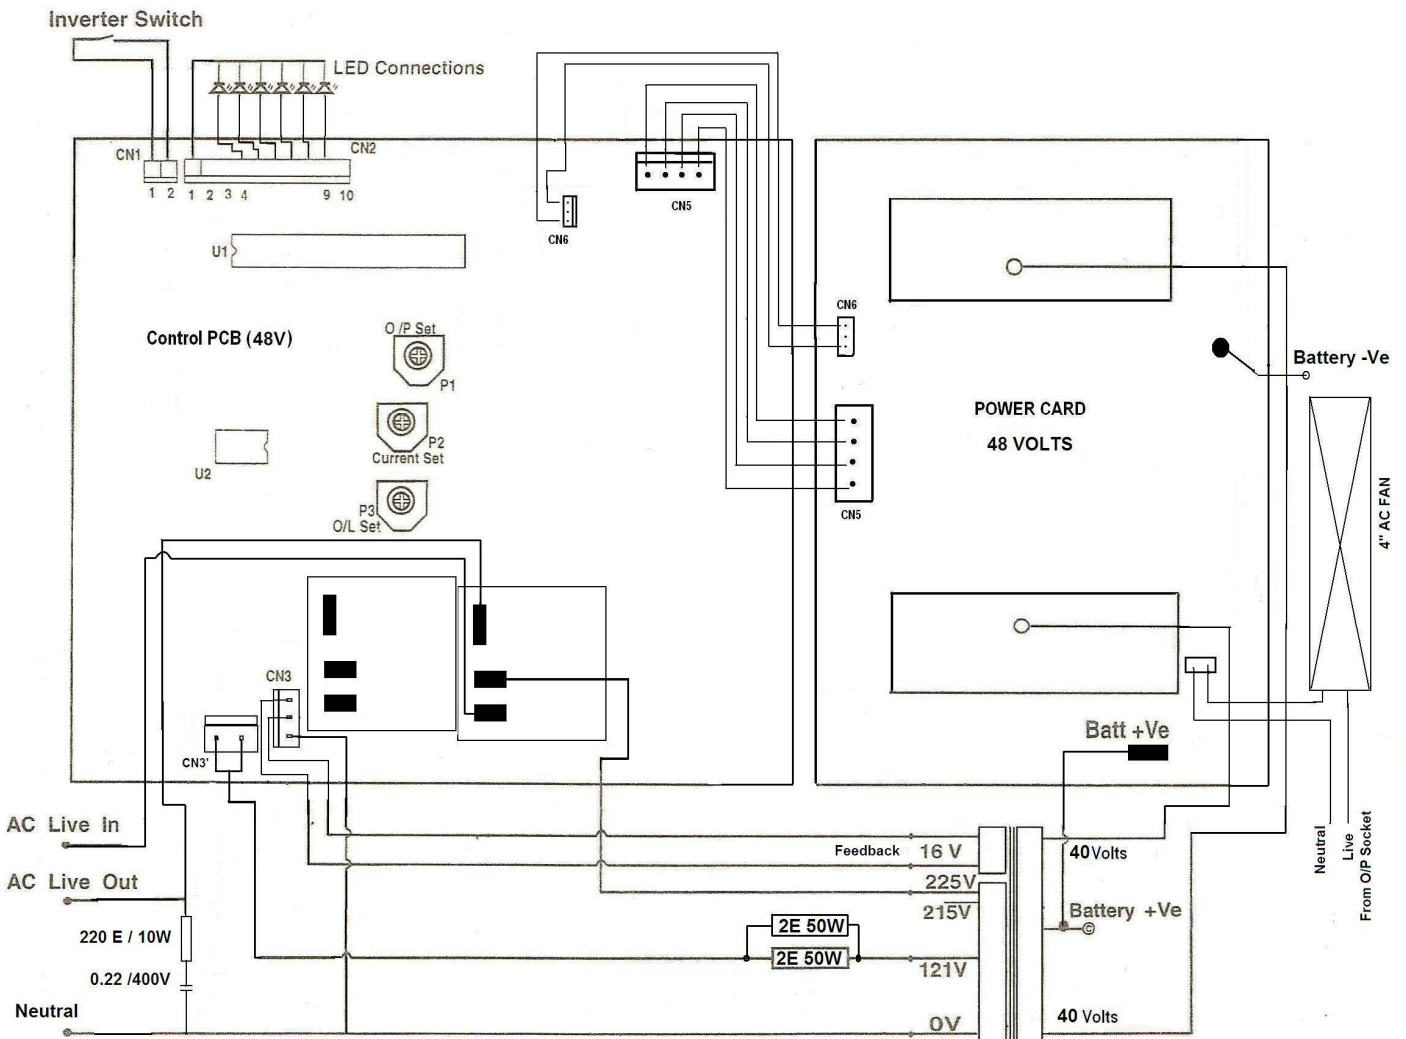 Inverter Switch
LED Connections
CN1
CN2
1 2 1 2 3 4 9 10
CN5
CN6
U1
CN6
Control PCB (48V)
O /P Set
P1
Battery -Ve
POWER CARD
48 VOLTS
P2
Current Set
U2
P3
O/L Set
CN5
4" AC FAN
CN3
CN3'
Batt +Ve
AC Live In
Feedback
16 V
40 Volts
Neutral
Live
From O/P Socket
AC Live Out
225V
215V
Battery +Ve
©
220 E / 10W
2E 50W
2E 50W
121V
0.22 /400V
Neutral
0V
40 Volts